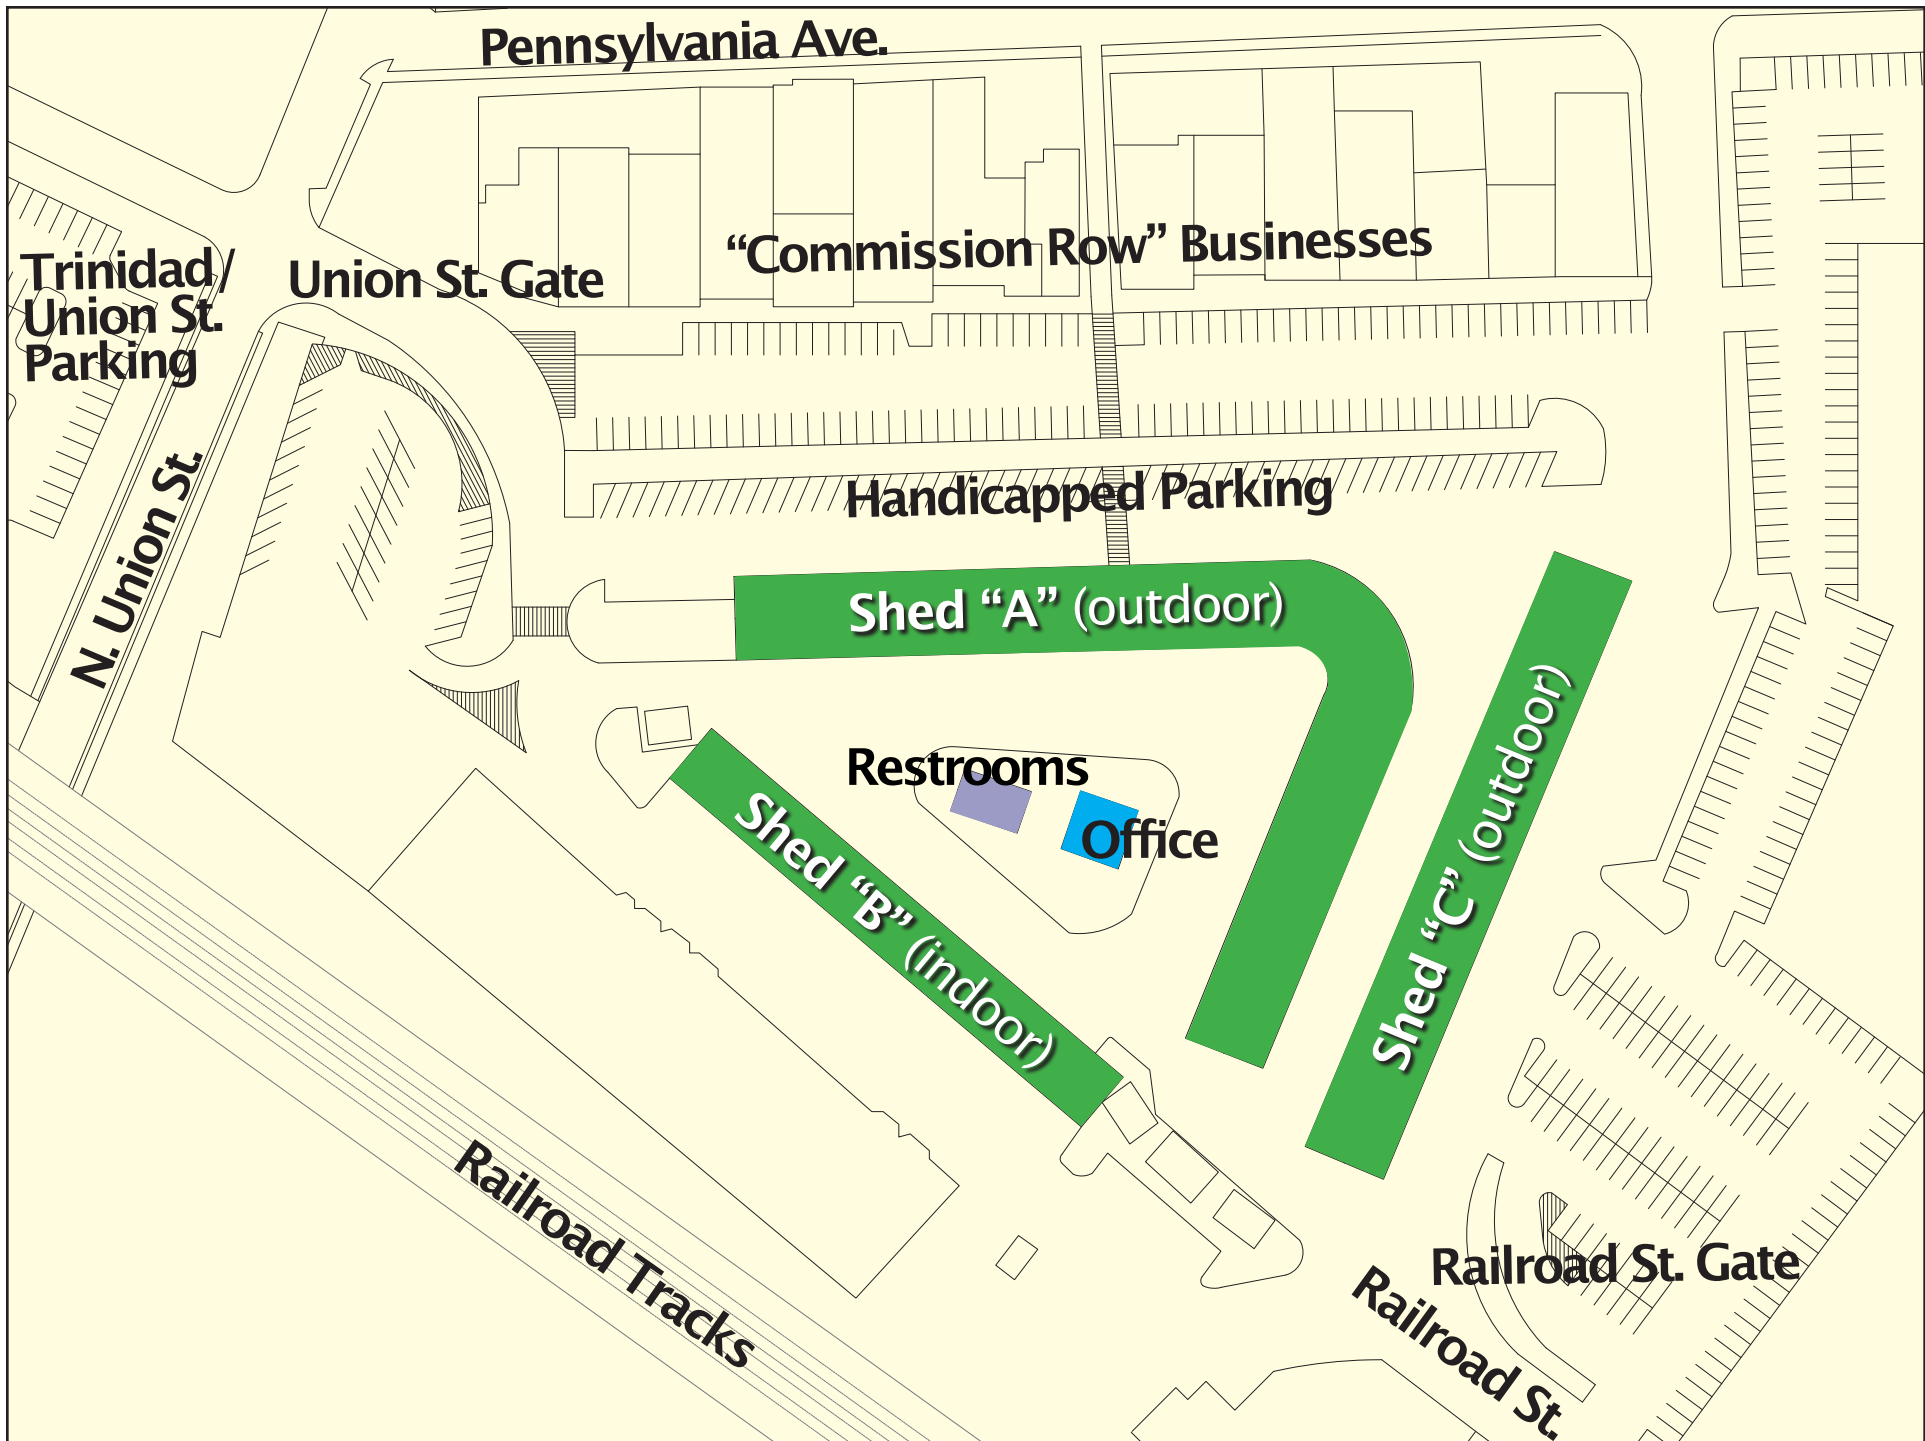 Pennsylvania Ave.
“Commission Row” Businesses
Trinidad/
Union St.
Parking
Union St. Gate
N. Union St.
Handicapped Parking
Shed “A” (outdoor)
Restrooms
Office
Shed “B” (indoor)
Shed “C” (outdoor)
Railroad Tracks
Railroad St. Gate
Railroad St.